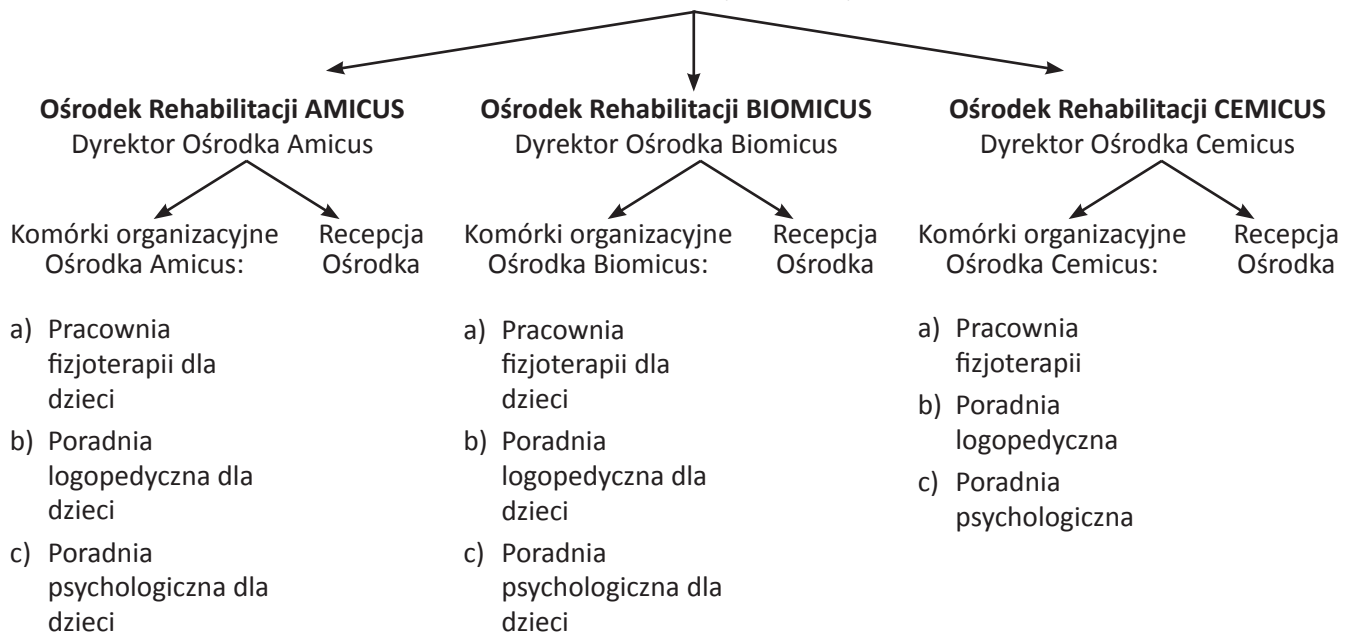 Ośrodek Rehabilitacji AMICUS
Dyrektor Ośrodka Amicus
Komórki organizacyjne
Ośrodka Amicus:
Recepcja
Ośrodka
a) Pracownia
fizjoterapii dla
dzieci
b) Poradnia
logopedyczna dla
dzieci
c) Poradnia
psychologiczna dla
dzieci
Ośrodek Rehabilitacji BIOMICUS
Dyrektor Ośrodka Biomicus
Komórki organizacyjne
Ośrodka Biomicus:
Recepcja
Ośrodka
a) Pracownia
fizjoterapii dla
dzieci
b) Poradnia
logopedyczna dla
dzieci
c) Poradnia
psychologiczna dla
dzieci
Ośrodek Rehabilitacji CEMICUS
Dyrektor Ośrodka Cemicus
Komórki organizacyjne
Ośrodka Cemicus:
Recepcja
Ośrodka
a) Pracownia
fizjoterapii
b) Poradnia
logopedyczna
c) Poradnia
psychologiczna